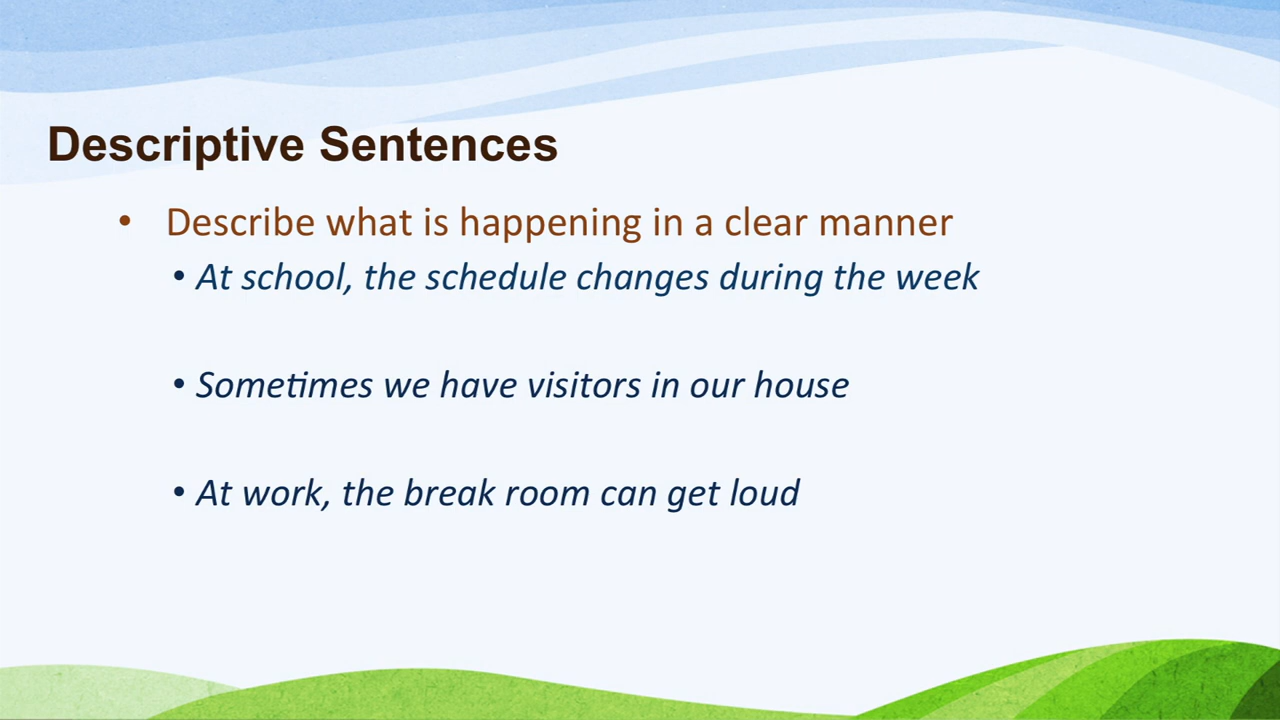 Descriptive Sentences
• Describe what is happening in a clear manner
• At school, the schedule changes during the week
• Sometimes we have visitors in our house
• At work, the break room can get loud